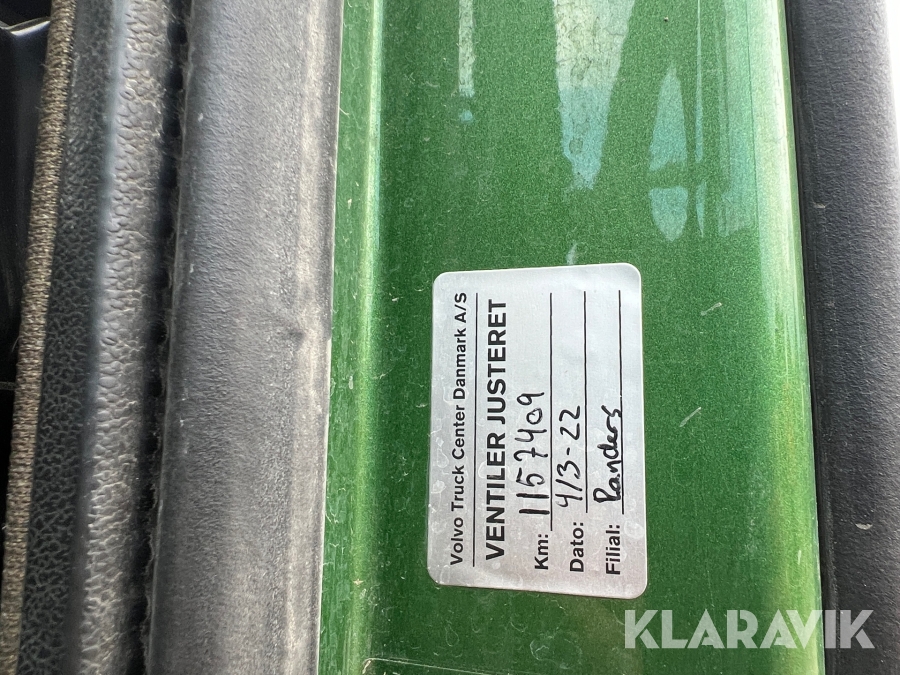 Volvo Truck Center Danmark A/S
VENTILER JUSTERET
Km: 1157409
Dato: 4/3-22
Filial: Randers
KLARAVIK